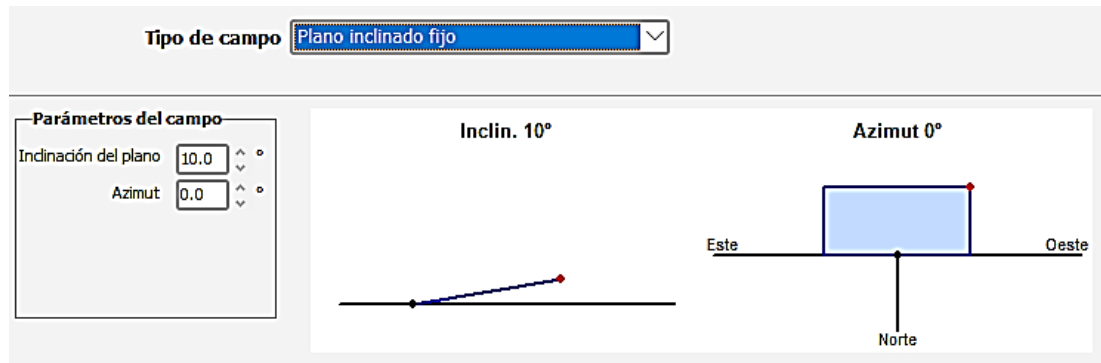 Tipo de campo Plano inclinado fijo
Parámetros del campo
Inclinación del plano 10.0 °
Azimut 0.0 °
Inclin. 10°
Azimut 0°
Este
Oeste
Norte